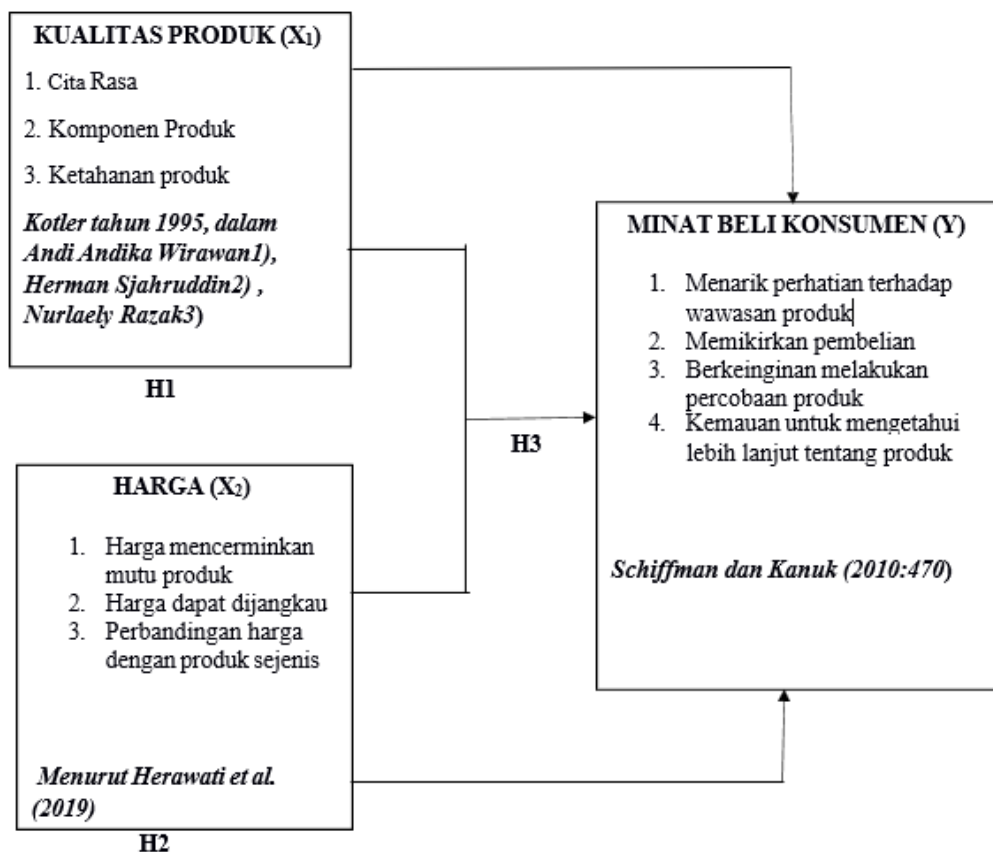 KUALITAS PRODUK (X₁)
1. Cita Rasa
2. Komponen Produk
3. Ketahanan produk
Kotler tahun 1995, dalam
Andi Andika Wirawan1),
Herman Sjahruddin2) ,
Nurlaely Razak3)
H1
HARGA (X₂)
1. Harga mencerminkan
mutu produk
2. Harga dapat dijangkau
3. Perbandingan harga
dengan produk sejenis
Menurut Herawati et al.
(2019)
H2
H3
MINAT BELI KONSUMEN (Y)
1. Menarik perhatian terhadap
wawasan produk
2. Memikirkan pembelian
3. Berkeinginan melakukan
percobaan produk
4. Kemauan untuk mengetahui
lebih lanjut tentang produk
Schiffman dan Kanuk (2010:470)